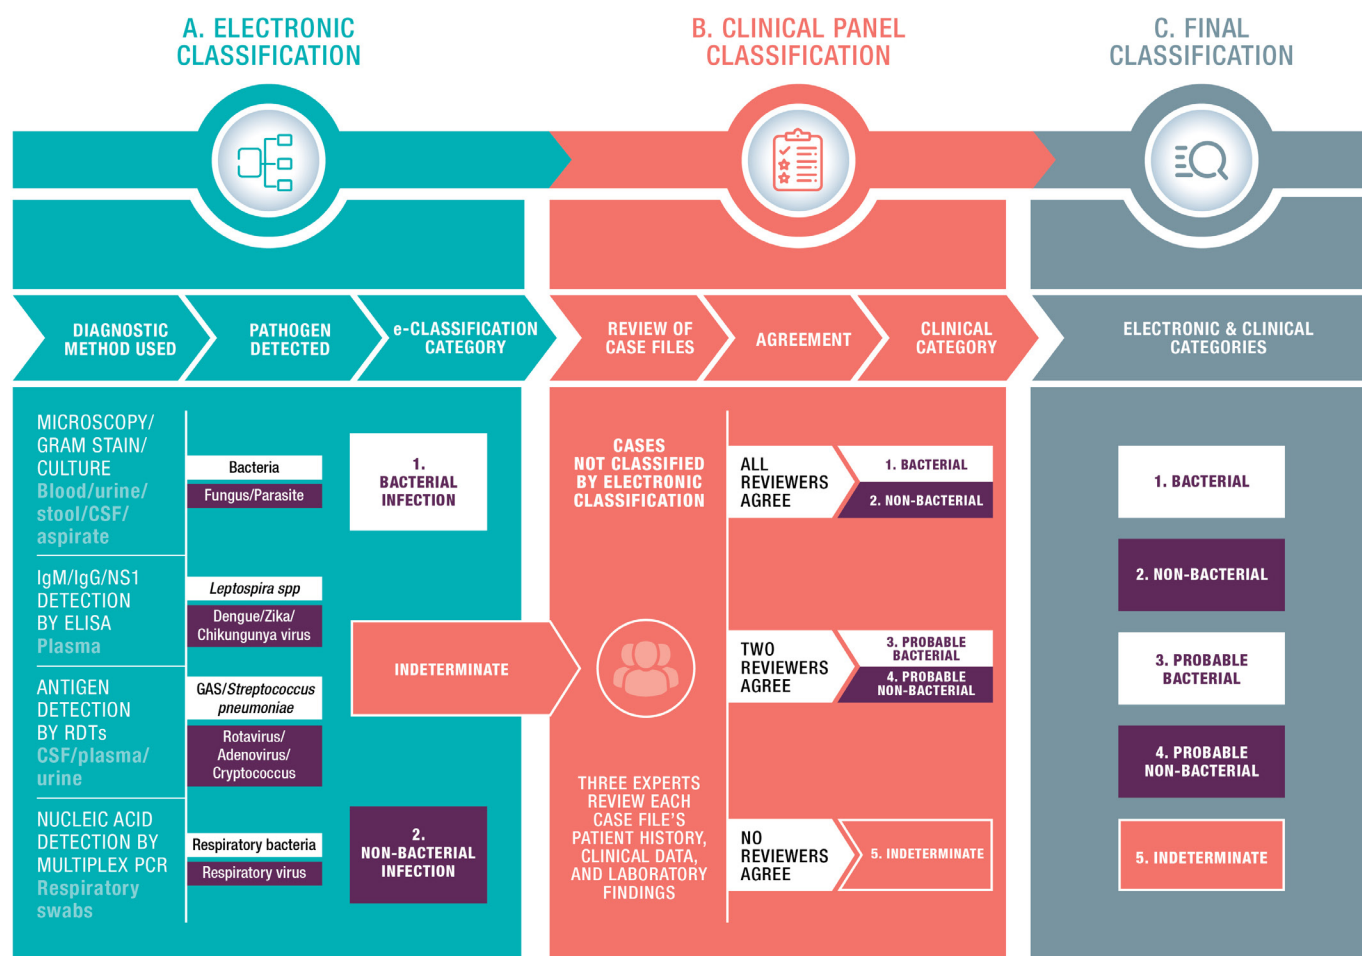 A. ELECTRONIC
CLASSIFICATION
B. CLINICAL PANEL
CLASSIFICATION
C. FINAL
CLASSIFICATION
DIAGNOSTIC
METHOD USED
PATHOGEN
DETECTED
e-CLASSIFICATION
CATEGORY
REVIEW OF
CASE FILES
AGREEMENT
CLINICAL
CATEGORY
ELECTRONIC & CLINICAL
CATEGORIES
MICROSCOPY/
GRAM STAIN/
CULTURE
Blood/urine/
stool/CSF/
aspirate
Bacteria
Fungus/Parasite
IgM/IgG/NS1
DETECTION
BY ELISA
Plasma
Leptospira spp
Dengue/Zika/
Chikungunya virus
ANTIGEN
DETECTION
BY RDTs
CSF/plasma/
urine
GAS/Streptococcus
pneumoniae
Rotavirus/
Adenovirus/
Cryptococcus
NUCLEIC ACID
DETECTION BY
MULTIPLEX PCR
Respiratory
swabs
Respiratory bacteria
Respiratory virus
1.
BACTERIAL
INFECTION
INDETERMINATE
2.
NON-BACTERIAL
INFECTION
CASES
NOT CLASSIFIED
BY ELECTRONIC
CLASSIFICATION
THREE EXPERTS
REVIEW EACH
CASE FILE'S
PATIENT HISTORY,
CLINICAL DATA,
AND LABORATORY
FINDINGS
ALL
REVIEWERS
AGREE
1. BACTERIAL
2. NON-BACTERIAL
TWO
REVIEWERS
AGREE
3. PROBABLE
BACTERIAL
4. PROBABLE
NON-BACTERIAL
NO
REVIEWERS
AGREE
5. INDETERMINATE
1. BACTERIAL
2. NON-BACTERIAL
3. PROBABLE
BACTERIAL
4. PROBABLE
NON-BACTERIAL
5. INDETERMINATE